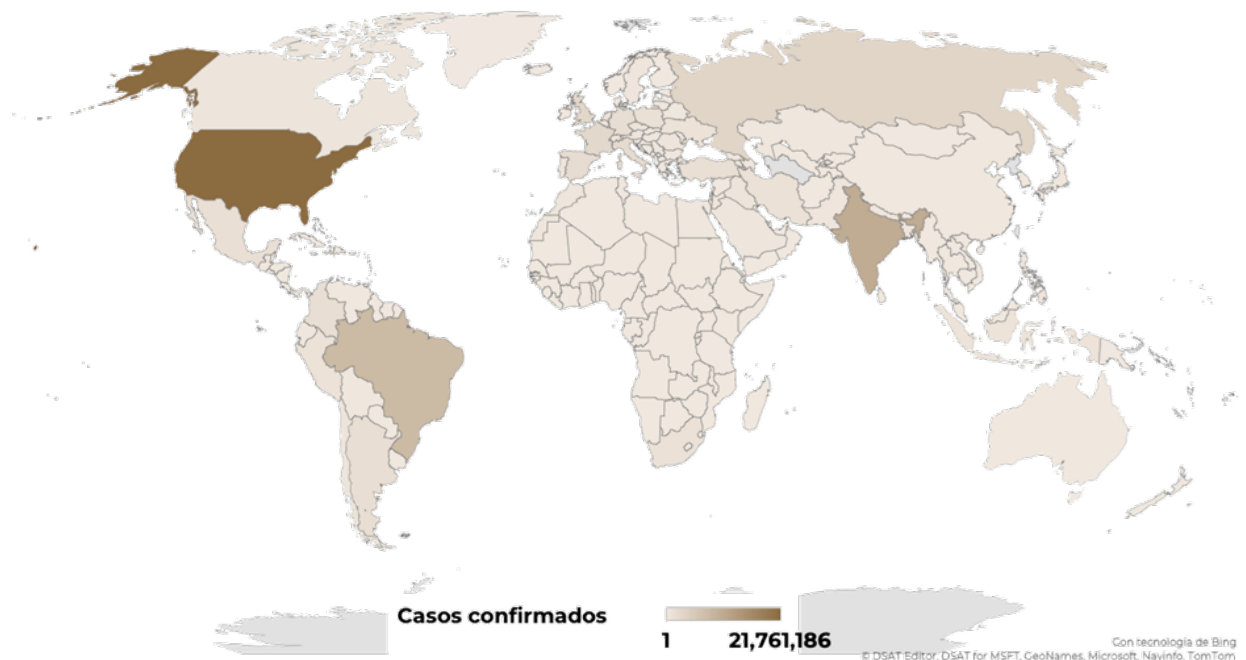 Casos confirmados
1 21,761,186
Con tecnología de Bing
© DSAT Editor, DSAT for MSFT, GeoNames, Microsoft, Navinfo, TomTom